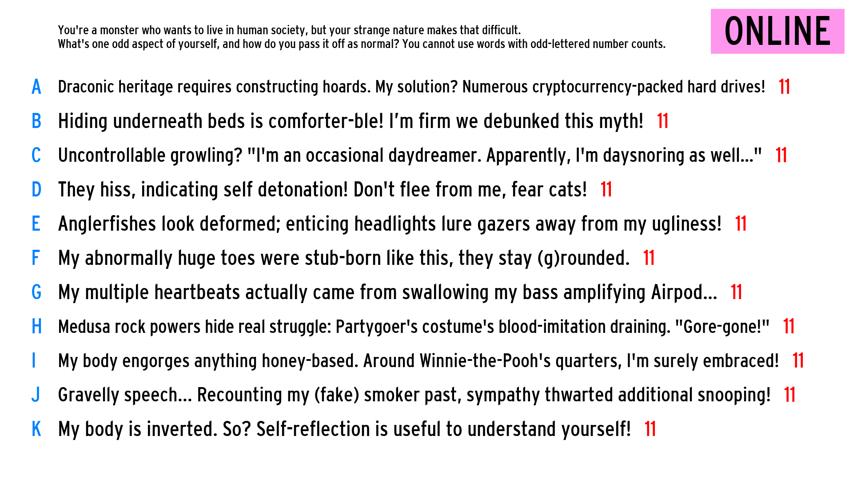 You're a monster who wants to live in human society, but your strange nature makes that difficult.
What's one odd aspect of yourself, and how do you pass it off as normal? You cannot use words with odd-lettered number counts.
ONLINE
A Draconic heritage requires constructing hoards. My solution? Numerous cryptocurrency-packed hard drives! 11
B Hiding underneath beds is comforter-ble! I'm firm we debunked this myth! 11
C Uncontrollable growling? "I'm an occasional daydreamer. Apparently, I'm daysnoring as well..." 11
D They hiss, indicating self detonation! Don't flee from me, fear cats! 11
E Anglerfishes look deformed; enticing headlights lure gazers away from my ugliness! 11
F My abnormally huge toes were stub-born like this, they stay (g)rounded. 11
G My multiple heartbeats actually came from swallowing my bass amplifying Airpod... 11
H Medusa rock powers hide real struggle: Partygoer's costume's blood-imitation draining. "Gore-gone!" 11
I My body engorges anything honey-based. Around Winnie-the-Pooh's quarters, I'm surely embraced! 11
J Gravelly speech... Recounting my (fake) smoker past, sympathy thwarted additional snooping! 11
K My body is inverted. So? Self-reflection is useful to understand yourself! 11